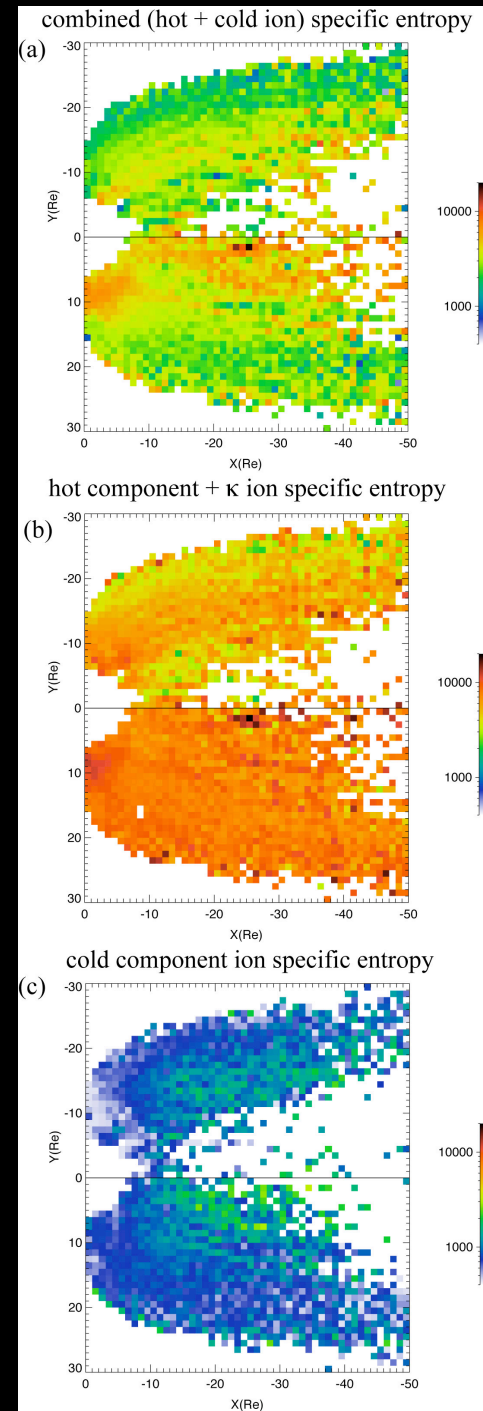 combined (hot + cold ion) specific entropy
(a)
-30
-20
-10
0
10
20
30
Y(Re)
0 -10 -20 -30 -40 -50
X(Re)
10000
1000
hot component + κ ion specific entropy
(b)
-30
-20
-10
0
10
20
30
Y(Re)
0 -10 -20 -30 -40 -50
X(Re)
10000
1000
cold component ion specific entropy
(c)
-30
-20
-10
0
10
20
30
Y(Re)
0 -10 -20 -30 -40 -50
X(Re)
10000
1000